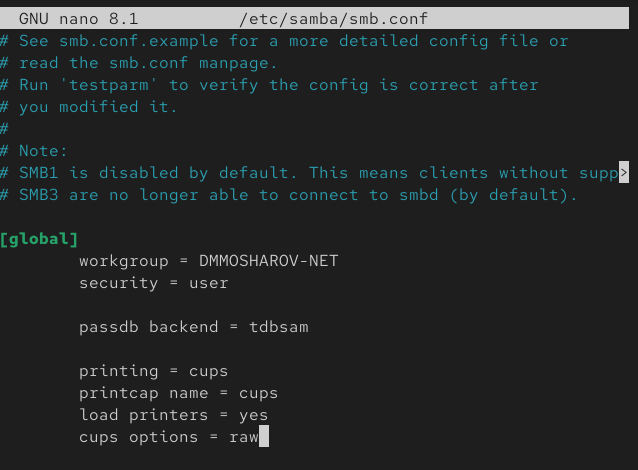 GNU nano 8.1 /etc/samba/smb.conf
# See smb.conf.example for a more detailed config file or
# read the smb.conf manpage.
# Run 'testparm' to verify the config is correct after
# you modified it.
#
# Note:
# SMB1 is disabled by default. This means clients without supp>
# SMB3 are no longer able to connect to smbd (by default).
[global]
workgroup = DMMOSHAROV-NET
security = user
passdb backend = tdbsam
printing = cups
printcap name = cups
load printers = yes
cups options = raw